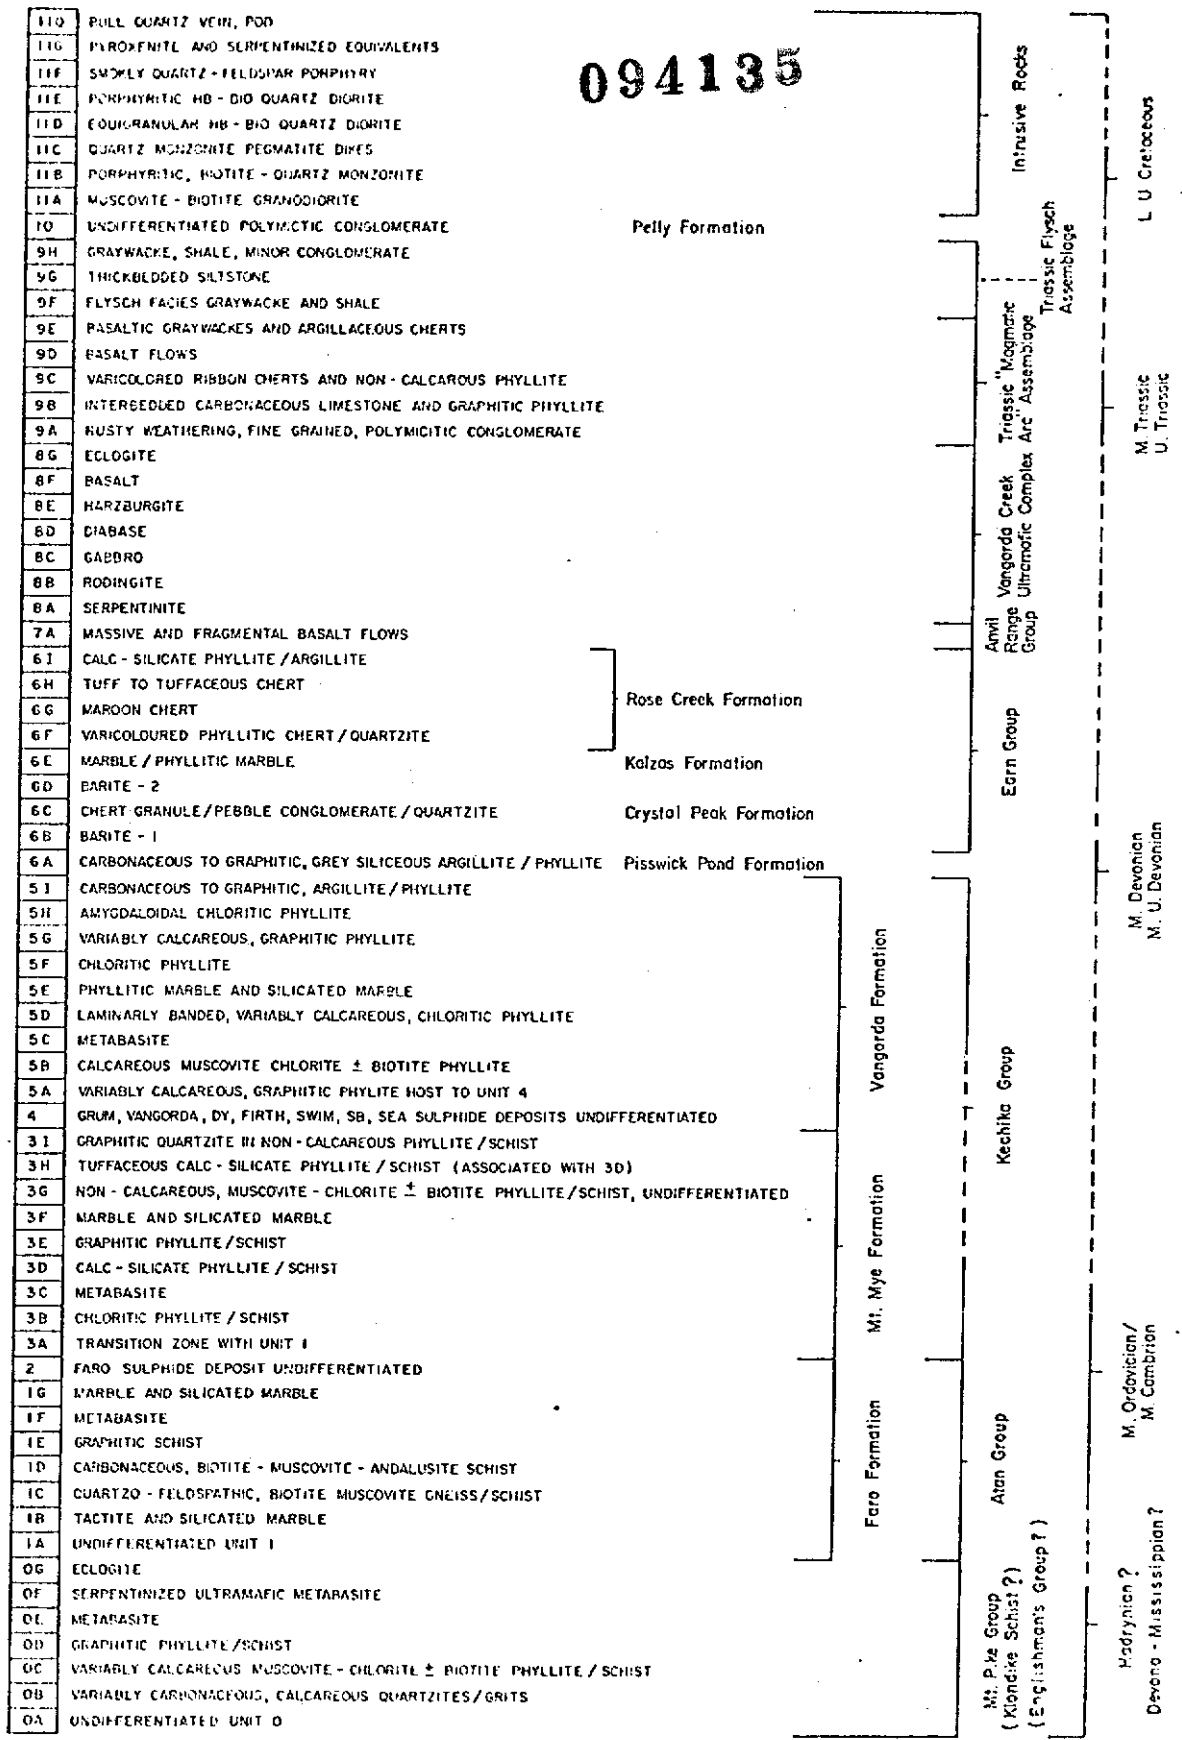 094135
11Q BULL QUARTZ VEIN, POD
11G PYROXENITE AND SERPENTINIZED EQUIVALENTS
11F SMOKEY QUARTZ - FELDSPAR PORPHYRY
11E PORPHYRITIC HB - BIO QUARTZ DIORITE
11D EQUIGRANULAR HB - BIO QUARTZ DIORITE
11C QUARTZ MONZONITE PEGMATITE DIKES
11B PORPHYRITIC, BIOTITE - QUARTZ MONZONITE
11A MUSCOVITE - BIOTITE GRANODIORITE
10 UNDIFFERENTIATED POLYMICTIC CONGLOMERATE Pelly Formation
9H GRAYWACKE, SHALE, MINOR CONGLOMERATE
9G THICKBEDDED SILTSTONE
9F FLYSCH FACIES GRAYWACKE AND SHALE
9E BASALTIC GRAYWACKES AND ARGILLACEOUS CHERTS
9D BASALT FLOWS
9C VARICOLORED RIBBON CHERTS AND NON - CALCAROUS PHYLLITE
9B INTERBEDDED CARBONACEOUS LIMESTONE AND GRAPHITIC PHYLLITE
9A RUSTY WEATHERING, FINE GRAINED, POLYMICITIC CONGLOMERATE
8G ECLOGITE
8F BASALT
8E HARZBURGITE
8D DIABASE
8C GABBRO
8B RODINGITE
8A SERPENTINITE
7A MASSIVE AND FRAGMENTAL BASALT FLOWS
6I CALC - SILICATE PHYLLITE / ARGILLITE
6H TUFF TO TUFFACEOUS CHERT
Rose Creek Formation
6G MAROON CHERT
6F VARICOLOURED PHYLLITIC CHERT / QUARTZITE
6E MARBLE / PHYLLITIC MARBLE Kalzas Formation
6D BARITE - 2
6C CHERT GRANULE/PEBBLE CONGLOMERATE / QUARTZITE Crystal Peak Formation
6B BARITE - 1
6A CARBONACEOUS TO GRAPHITIC, GREY SILICEOUS ARGILLITE / PHYLLITE Pisswick Pond Formation
5I CARBONACEOUS TO GRAPHITIC, ARGILLITE / PHYLLITE
5H AMYGDALOIDAL CHLORITIC PHYLLITE
5G VARIABLY CALCAREOUS, GRAPHITIC PHYLLITE
5F CHLORITIC PHYLLITE
5E PHYLLITIC MARBLE AND SILICATED MARBLE
5D LAMINARLY BANDED, VARIABLY CALCAREOUS, CHLORITIC PHYLLITE
5C METABASITE
5B CALCAREOUS MUSCOVITE CHLORITE ± BIOTITE PHYLLITE
5A VARIABLY CALCAREOUS, GRAPHITIC PHYLITE HOST TO UNIT 4
4 GRUM, VANGORDA, DY, FIRTH, SWIM, SB, SEA SULPHIDE DEPOSITS UNDIFFERENTIATED
3I GRAPHITIC QUARTZITE IN NON - CALCAREOUS PHYLLITE / SCHIST
3H TUFFACEOUS CALC - SILICATE PHYLLITE / SCHIST (ASSOCIATED WITH 3D)
3G NON - CALCAREOUS, MUSCOVITE - CHLORITE ± BIOTITE PHYLLITE/SCHIST, UNDIFFERENTIATED
3F MARBLE AND SILICATED MARBLE
3E GRAPHITIC PHYLLITE/SCHIST
3D CALC - SILICATE PHYLLITE / SCHIST
3C METABASITE
3B CHLORITIC PHYLLITE / SCHIST
3A TRANSITION ZONE WITH UNIT 1
2 FARO SULPHIDE DEPOSIT UNDIFFERENTIATED
1G MARBLE AND SILICATED MARBLE
1F METABASITE
1E GRAPHITIC SCHIST
1D CARBONACEOUS, BIOTITE - MUSCOVITE - ANDALUSITE SCHIST
1C QUARTZO - FELDSPATHIC, BIOTITE MUSCOVITE GNEISS/SCHIST
1B TACTITE AND SILICATED MARBLE
1A UNDIFFERENTIATED UNIT 1
0G ECLOGITE
0F SERPENTINIZED ULTRAMAFIC METABASITE
0E METABASITE
0D GRAPHITIC PHYLLITE/SCHIST
0C VARIABLY CALCAREOUS MUSCOVITE - CHLORITE ± BIOTITE PHYLLITE / SCHIST
0B VARIABLY CARBONACEOUS, CALCAREOUS QUARTZITES/GRITS
0A UNDIFFERENTIATED UNIT 0
Vangorda Formation
Mt. Mye Formation
Faro Formation
Intrusive Rocks
Triassic Flysch
Assemblage
Triassic "Magmatic
Arc" Assemblage
Vangorda Creek
Ultramafic Complex
Anvil
Range
Group
Earn Group
Kechika Group
Atan Group
Mt. Pike Group
(Klondike Schist ?)
(Englishman's Group ?)
L U Cretaceous
M. Triassic
U. Triassic
M. Devonian
M. U. Devonian
M. Ordovician /
M. Cambrian
Hadrynian ?
Devono - Mississippian ?